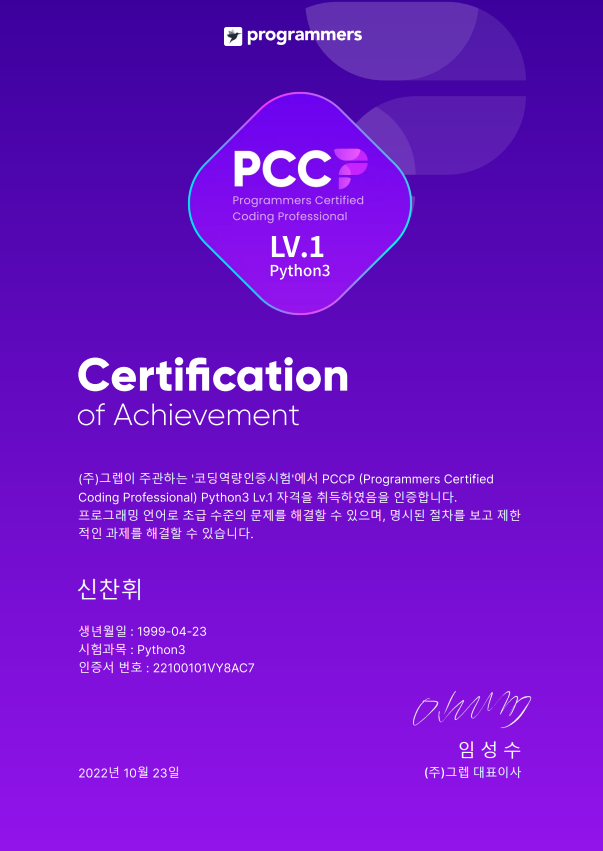 programmers
PCCP
Programmers Certified
Coding Professional
LV.1
Python3
Certification
of Achievement
(주)그렙이 주관하는 '코딩역량인증시험'에서 PCCP (Programmers Certified
Coding Professional) Python3 Lv.1 자격을 취득하였음을 인증합니다.
프로그래밍 언어로 초급 수준의 문제를 해결할 수 있으며, 명시된 절차를 보고 제한
적인 과제를 해결할 수 있습니다.
신찬휘
생년월일 : 1999-04-23
시험과목 : Python3
인증서 번호 : 22100101VY8AC7
임성수
2022년 10월 23일
(주)그렙 대표이사